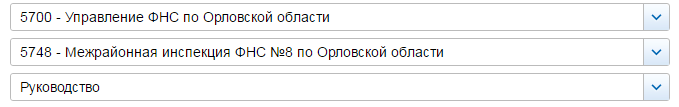 5700 - Управление ФНС по Орловской области
5748 - Межрайонная инспекция ФНС №8 по Орловской области
Руководство